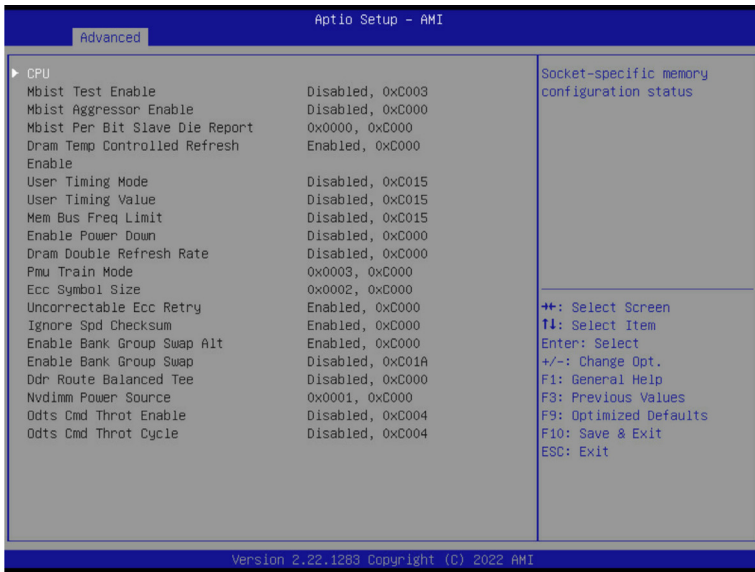 Aptio Setup – AMI
Advanced
▶ CPU
Mbist Test Enable Disabled, 0xC003
Mbist Aggressor Enable Disabled, 0xC000
Mbist Per Bit Slave Die Report 0x0000, 0xC000
Dram Temp Controlled Refresh Enabled, 0xC000
Enable
User Timing Mode Disabled, 0xC015
User Timing Value Disabled, 0xC015
Mem Bus Freq Limit Disabled, 0xC015
Enable Power Down Disabled, 0xC000
Dram Double Refresh Rate Disabled, 0xC000
Pmu Train Mode 0x0003, 0xC000
Ecc Symbol Size 0x0002, 0xC000
Uncorrectable Ecc Retry Enabled, 0xC000
Ignore Spd Checksum Enabled, 0xC000
Enable Bank Group Swap Alt Enabled, 0xC000
Enable Bank Group Swap Disabled, 0xC01A
Ddr Route Balanced Tee Disabled, 0xC000
Nvdimm Power Source 0x0001, 0xC000
Odts Cmd Throt Enable Disabled, 0xC004
Odts Cmd Throt Cycle Disabled, 0xC004
Socket-specific memory
configuration status
→←: Select Screen
↑↓: Select Item
Enter: Select
+/-: Change Opt.
F1: General Help
F3: Previous Values
F9: Optimized Defaults
F10: Save & Exit
ESC: Exit
Version 2.22.1283 Copyright (C) 2022 AMI